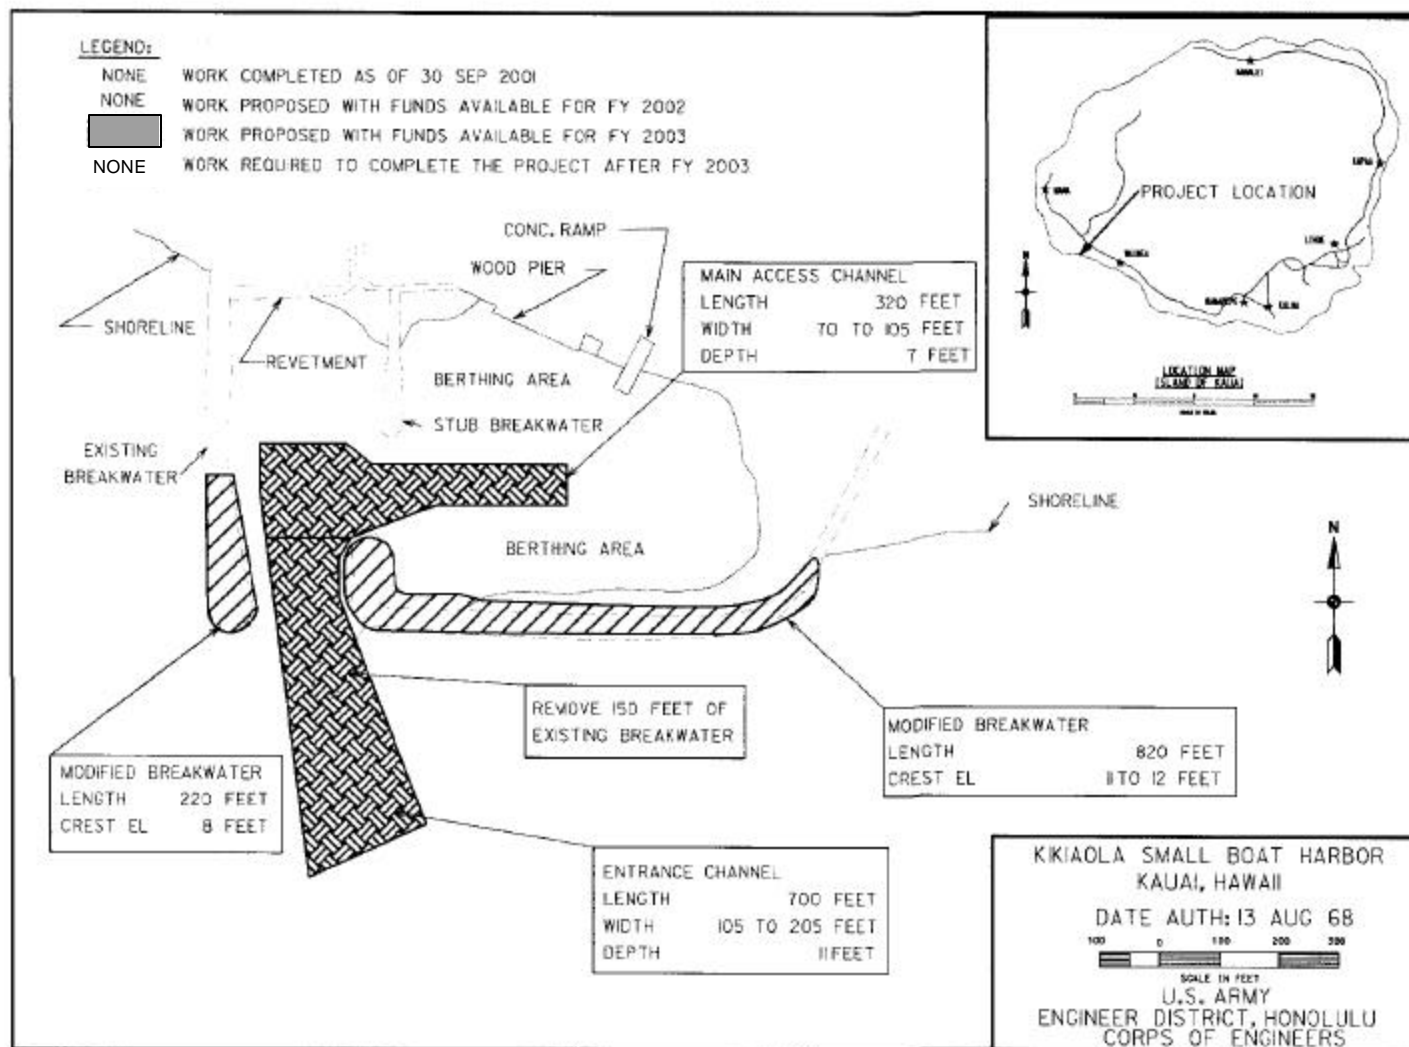 LEGEND:
NONE WORK COMPLETED AS OF 30 SEP 2001
NONE WORK PROPOSED WITH FUNDS AVAILABLE FOR FY 2002
WORK PROPOSED WITH FUNDS AVAILABLE FOR FY 2003
NONE WORK REQUIRED TO COMPLETE THE PROJECT AFTER FY 2003
PROJECT LOCATION
N
LOCATION MAP
ISLAND OF KAUAI
CONC. RAMP
WOOD PIER
SHORELINE
REVETMENT
BERTHING AREA
STUB BREAKWATER
EXISTING
BREAKWATER
MAIN ACCESS CHANNEL
LENGTH 320 FEET
WIDTH 70 TO 105 FEET
DEPTH 7 FEET
SHORELINE
BERTHING AREA
N
REMOVE 150 FEET OF
EXISTING BREAKWATER
MODIFIED BREAKWATER
LENGTH 820 FEET
CREST EL 11 TO 12 FEET
MODIFIED BREAKWATER
LENGTH 220 FEET
CREST EL 8 FEET
ENTRANCE CHANNEL
LENGTH 700 FEET
WIDTH 105 TO 205 FEET
DEPTH 11 FEET
KIKIAOLA SMALL BOAT HARBOR
KAUAI, HAWAII
DATE AUTH: 13 AUG 68
100 0 100 200 300
SCALE IN FEET
U.S. ARMY
ENGINEER DISTRICT, HONOLULU
CORPS OF ENGINEERS